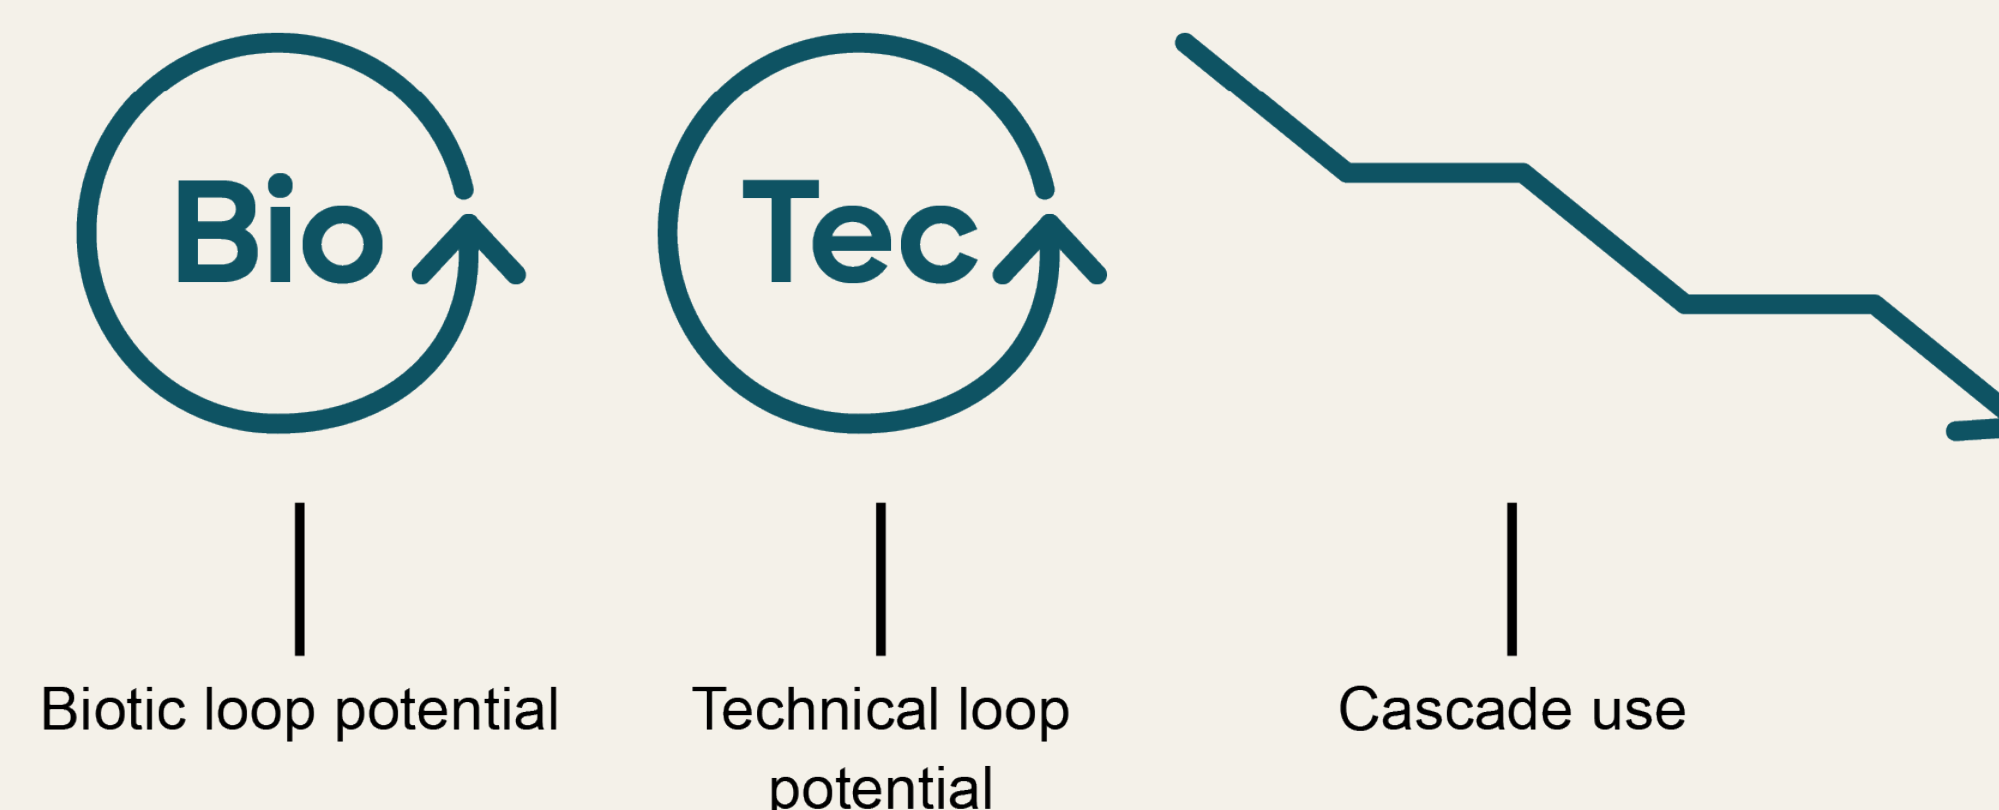 Bio
Tec
Biotic loop potential
Technical loop
potential
Cascade use